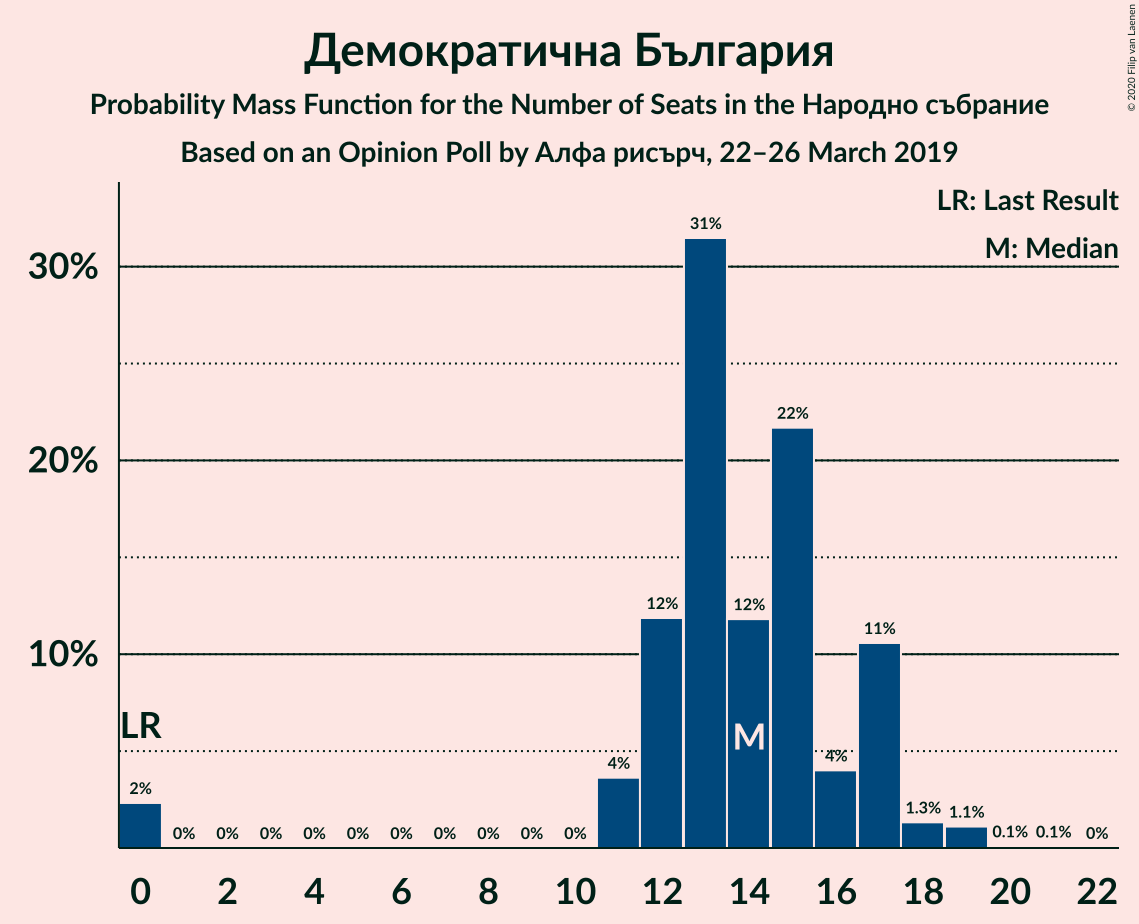 Демократична България
Probability Mass Function for the Number of Seats in the Народно събрание
Based on an Opinion Poll by Алфа рисърч, 22–26 March 2019
© 2020 Filip van Laenen
LR: Last Result
M: Median
30%
20%
10%
31%
22%
12%
12%
11%
LR
M
4%
4%
2%
0%
0%
0%
0%
0%
0%
0%
0%
0%
0%
1.3%
1.1%
0.1%
0.1%
0%
0 2 4 6 8 10 12 14 16 18 20 22